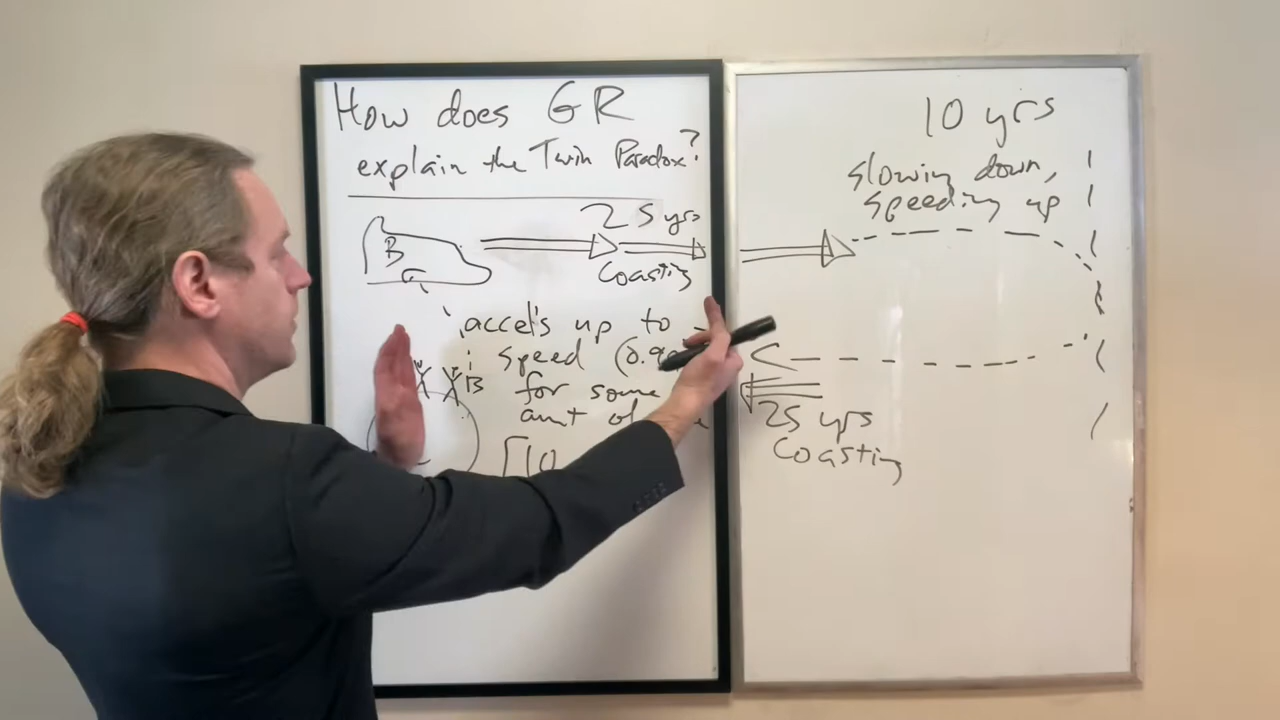 How does GR
explain the Twin Paradox?
B
25 yrs
Coasting
accel's up to
speed (0.9
for some
amt of
B
[10
10 yrs
slowing down,
speeding up
25 yrs
Coasting